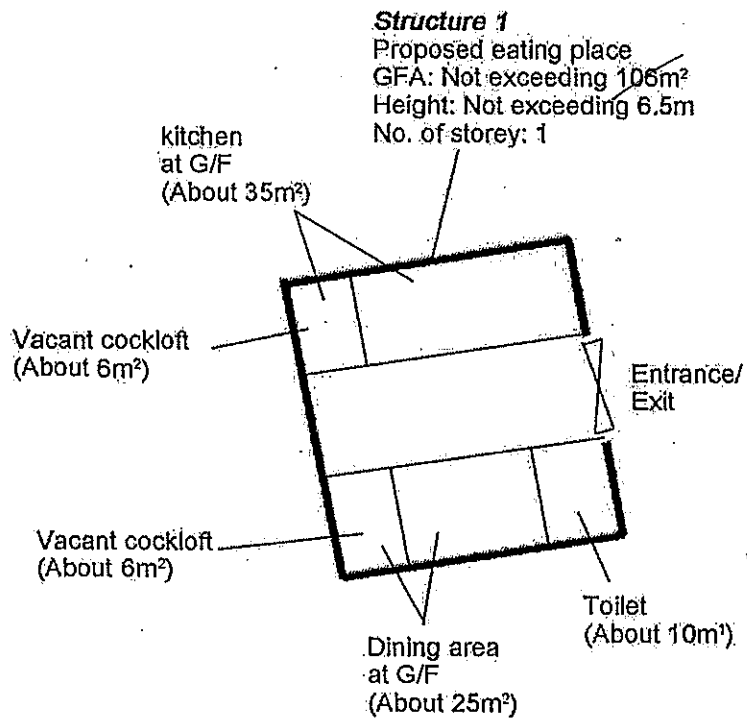 Structure 1
Proposed eating place
GFA: Not exceeding 106m²
Height: Not exceeding 6.5m
No. of storey: 1
kitchen
at G/F
(About 35m²)
Vacant cockloft
(About 6m²)
Entrance/
Exit
Vacant cockloft
(About 6m²)
Toilet
(About 10m¹)
Dining area
at G/F
(About 25m²)